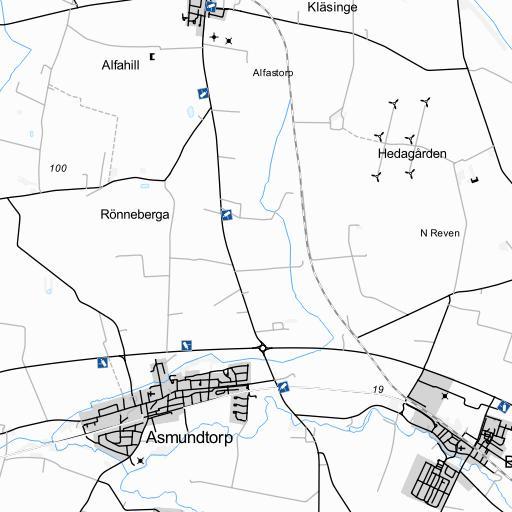 Kläsinge
Alfahill
Alfastorp
Hedagården
100
Rönneberga
N Reven
19
Asmundtorp